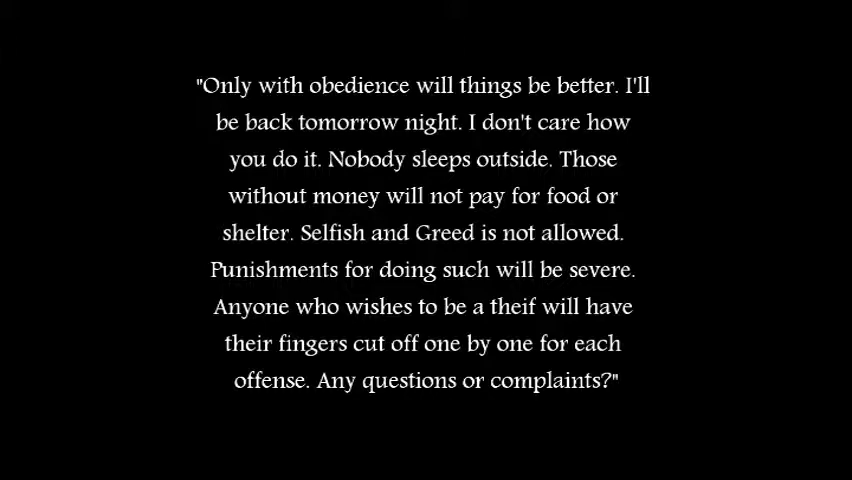 "Only with obedience will things be better. I'll
be back tomorrow night. I don't care how
you do it. Nobody sleeps outside. Those
without money will not pay for food or
shelter. Selfish and Greed is not allowed.
Punishments for doing such will be severe.
Anyone who wishes to be a theif will have
their fingers cut off one by one for each
offense. Any questions or complaints?"